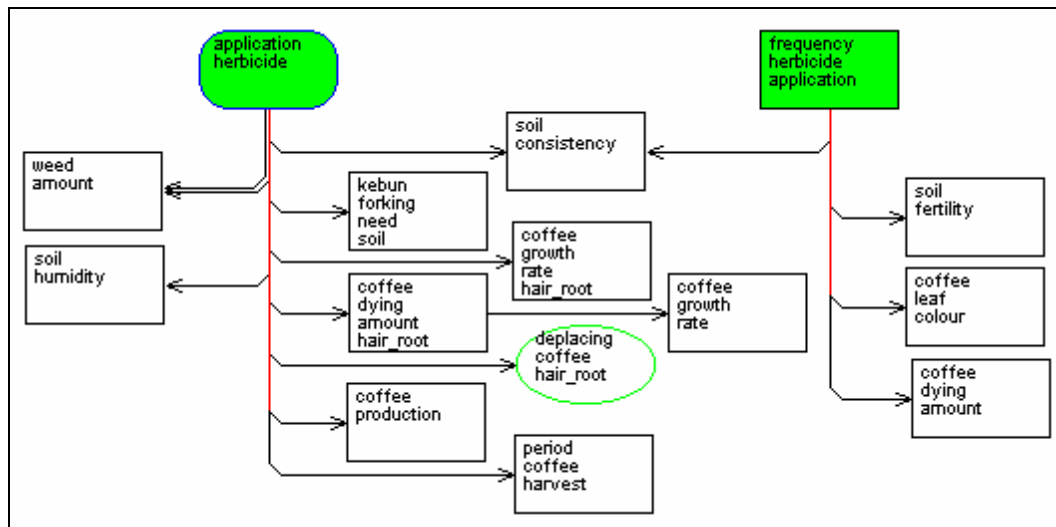 application
herbicide
frequency
herbicide
application
soil
consistency
weed
amount
kebun
forking
need
soil
soil
fertility
coffee
growth
rate
hair_root
soil
humidity
coffee
dying
amount
hair_root
coffee
growth
rate
coffee
leaf
colour
deplacing
coffee
hair_root
coffee
dying
amount
coffee
production
period
coffee
harvest